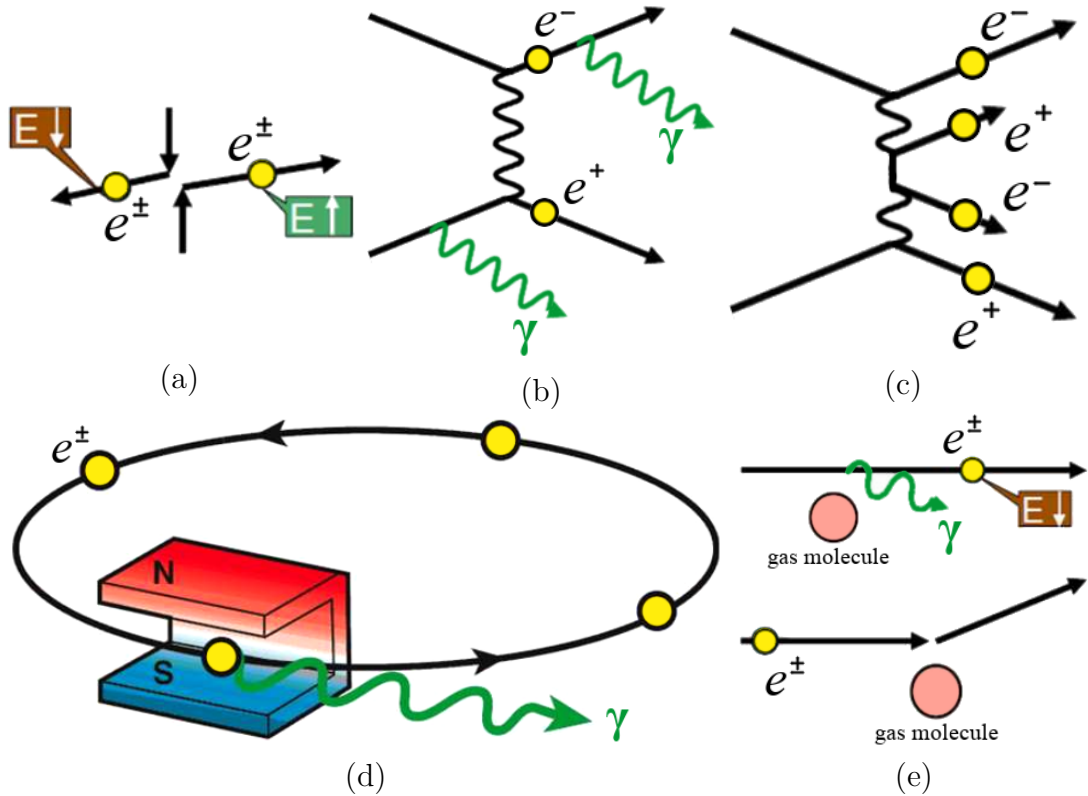 E↓
e±
e±
E↑
(a)
e−
γ
e+
γ
(b)
e−
e+
e−
e+
(c)
e±
N
S
γ
(d)
e±
γ
E↓
gas molecule
e±
gas molecule
(e)